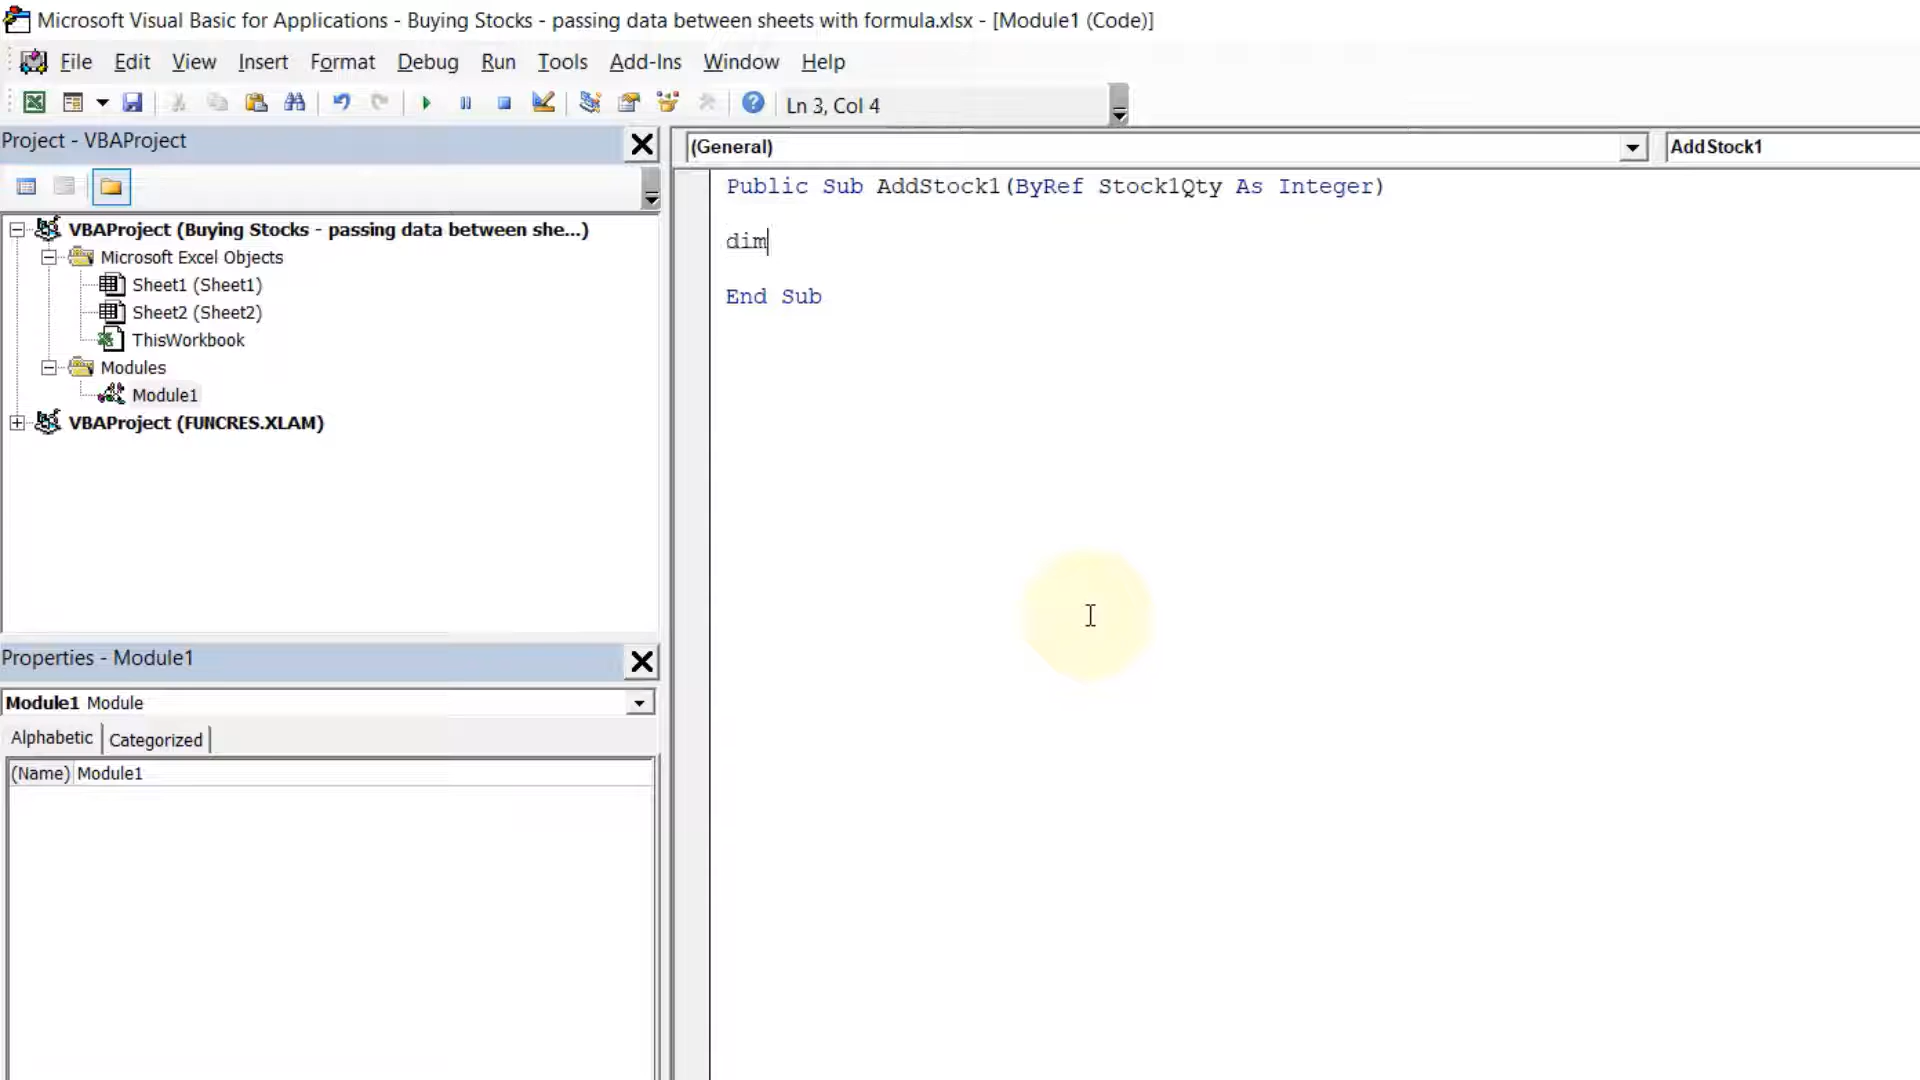 Microsoft Visual Basic for Applications - Buying Stocks - passing data between sheets with formula.xlsx - [Module1 (Code)]
File Edit View Insert Format Debug Run Tools Add-Ins Window Help
Ln 3, Col 4
Project - VBAProject
(General)
AddStock1
VBAProject (Buying Stocks - passing data between she...)
Microsoft Excel Objects
Sheet1 (Sheet1)
Sheet2 (Sheet2)
ThisWorkbook
Modules
Module1
VBAProject (FUNCRES.XLAM)
Public Sub AddStock1(ByRef Stock1Qty As Integer)
dim
End Sub
Properties - Module1
Module1 Module
Alphabetic Categorized
(Name) Module1